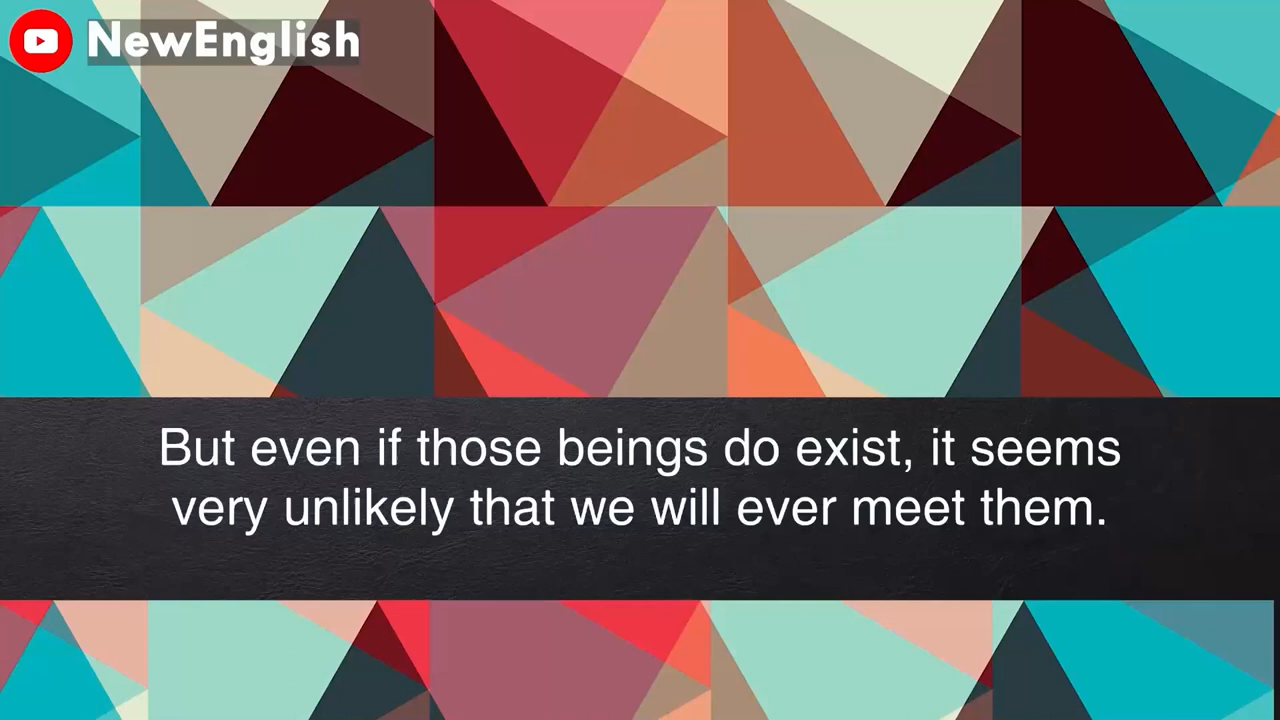 NewEnglish
But even if those beings do exist, it seems
very unlikely that we will ever meet them.